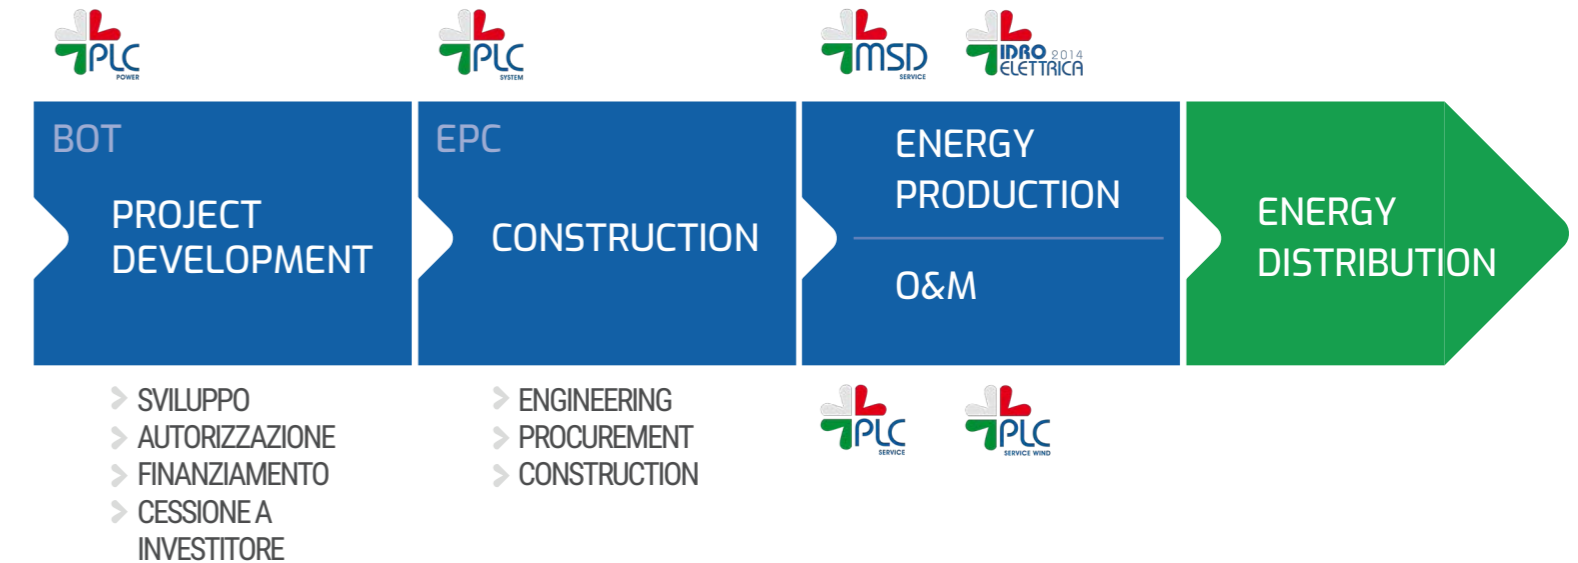 PLC
POWER
PLC
SYSTEM
MSD
SERVICE
IDRO 2014
ELETTRICA
BOT
PROJECT
DEVELOPMENT
EPC
CONSTRUCTION
ENERGY
PRODUCTION
O&M
ENERGY
DISTRIBUTION
SVILUPPO
AUTORIZZAZIONE
FINANZIAMENTO
CESSIONE A
INVESTITORE
ENGINEERING
PROCUREMENT
CONSTRUCTION
PLC
SERVICE
PLC
SERVICE WIND